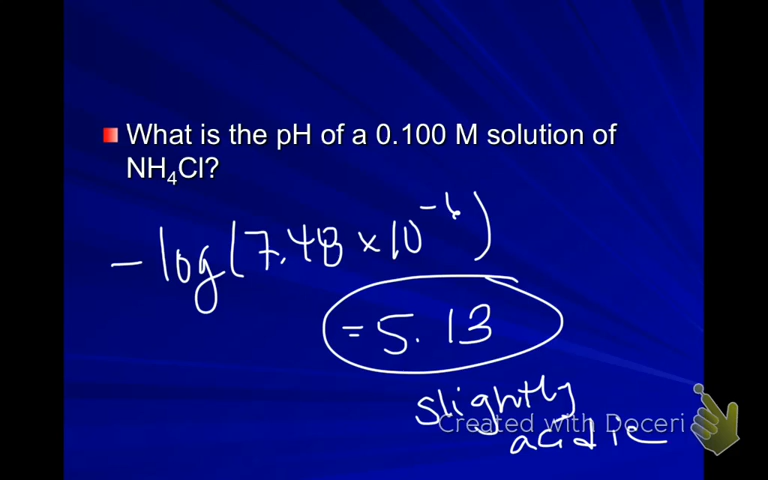 What is the pH of a 0.100 M solution of
NH₄Cl?
- log(7.48 × 10⁻⁶)
= 5.13
slightly
Created with Doceri
acidic